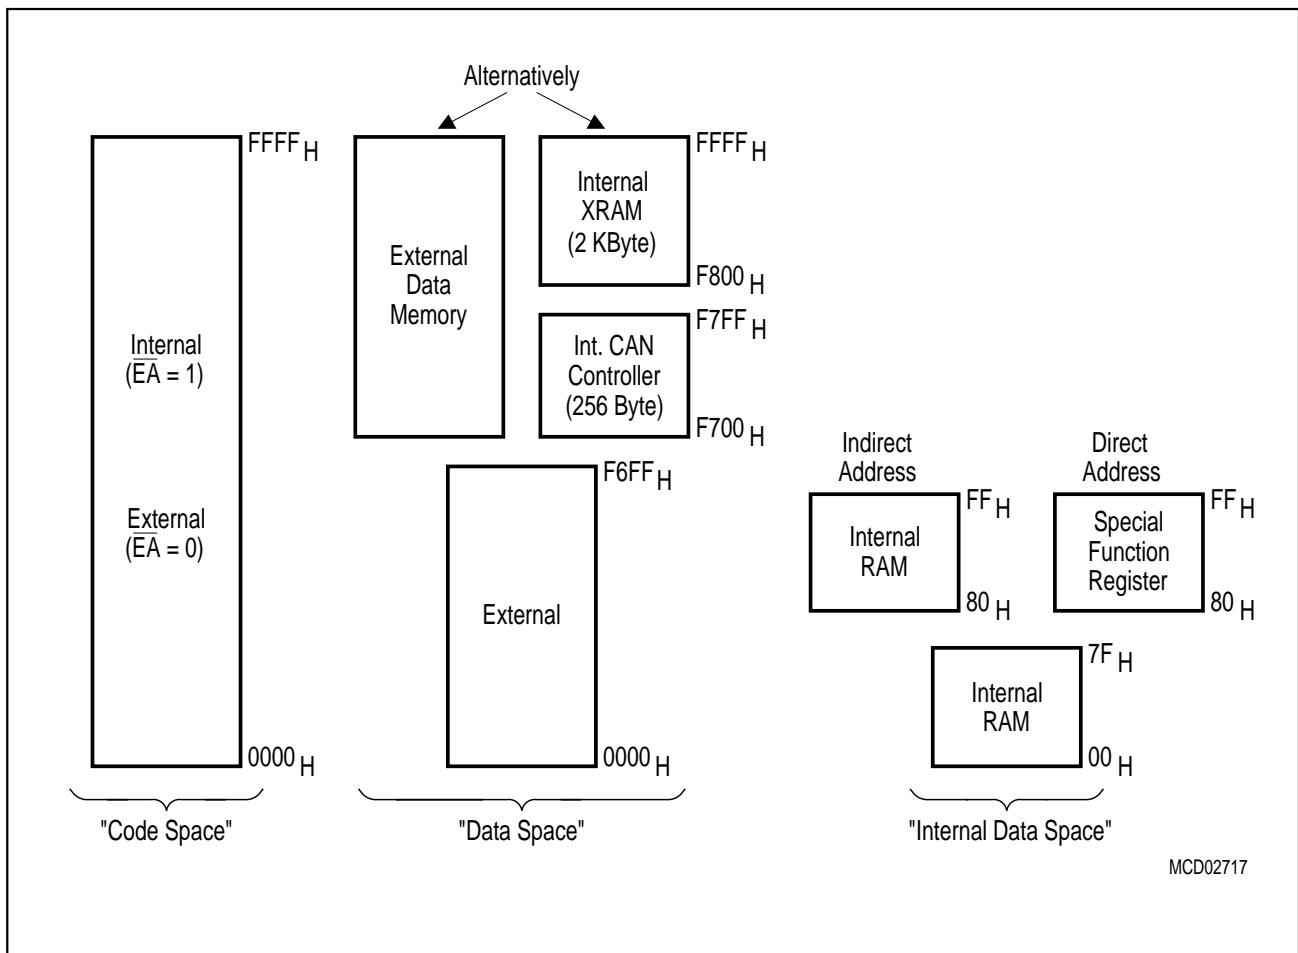 Alternatively
FFFF H
FFFF H
Internal
XRAM
(2 KByte)
External
Data
Memory
F800 H
F7FF H
Internal
(EA = 1)
Int. CAN
Controller
(256 Byte)
F700 H
Indirect
Address
Direct
Address
F6FF H
FF H
FF H
External
(EA = 0)
Internal
RAM
Special
Function
Register
External
80 H
80 H
7F H
Internal
RAM
0000 H
0000 H
00 H
"Code Space"
"Data Space"
"Internal Data Space"
MCD02717